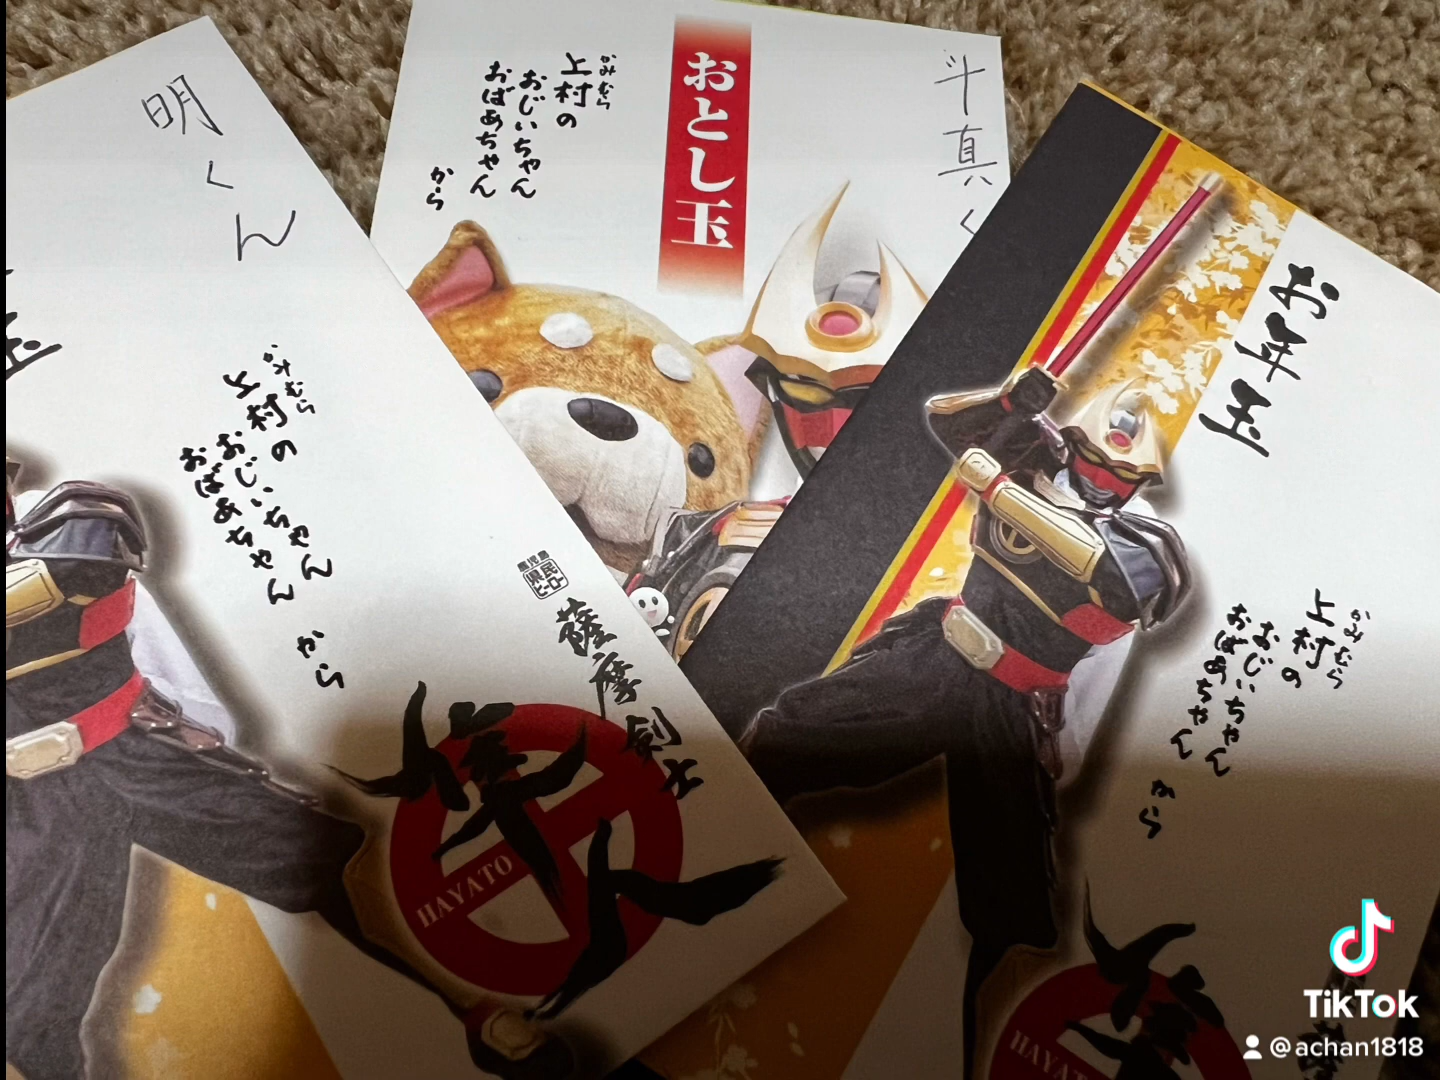 明くん
かみむら
上村の
おじいちゃん
おばあちゃん
から
県民
ヒーロー
薩摩剣士
隼人
HAYATO
おとし玉
斗真く
かみむら
上村の
おじいちゃん
おばあちゃん
から
お年玉
かみむら
上村の
おじいちゃん
おばあちゃん
から
隼
HAYATO
TikTok
@achan1818